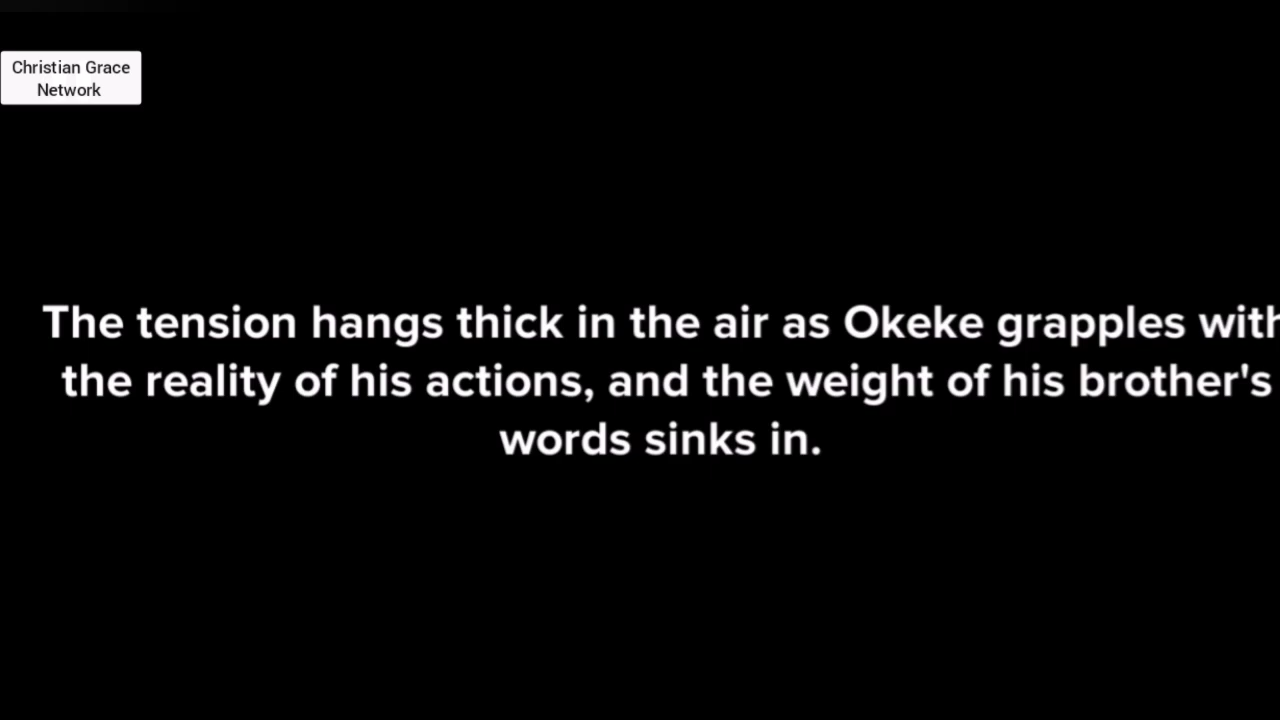 Christian Grace
Network
The tension hangs thick in the air as Okeke grapples with
the reality of his actions, and the weight of his brother's
words sinks in.